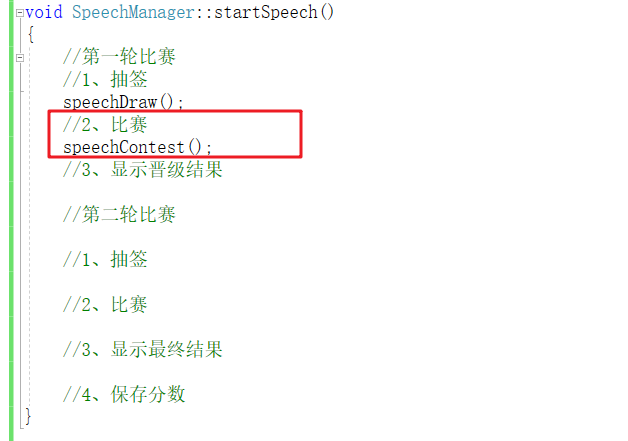 void SpeechManager::startSpeech()
{
//第一轮比赛
//1、抽签
speechDraw();
//2、比赛
speechContest();
//3、显示晋级结果
//第二轮比赛
//1、抽签
//2、比赛
//3、显示最终结果
//4、保存分数
}